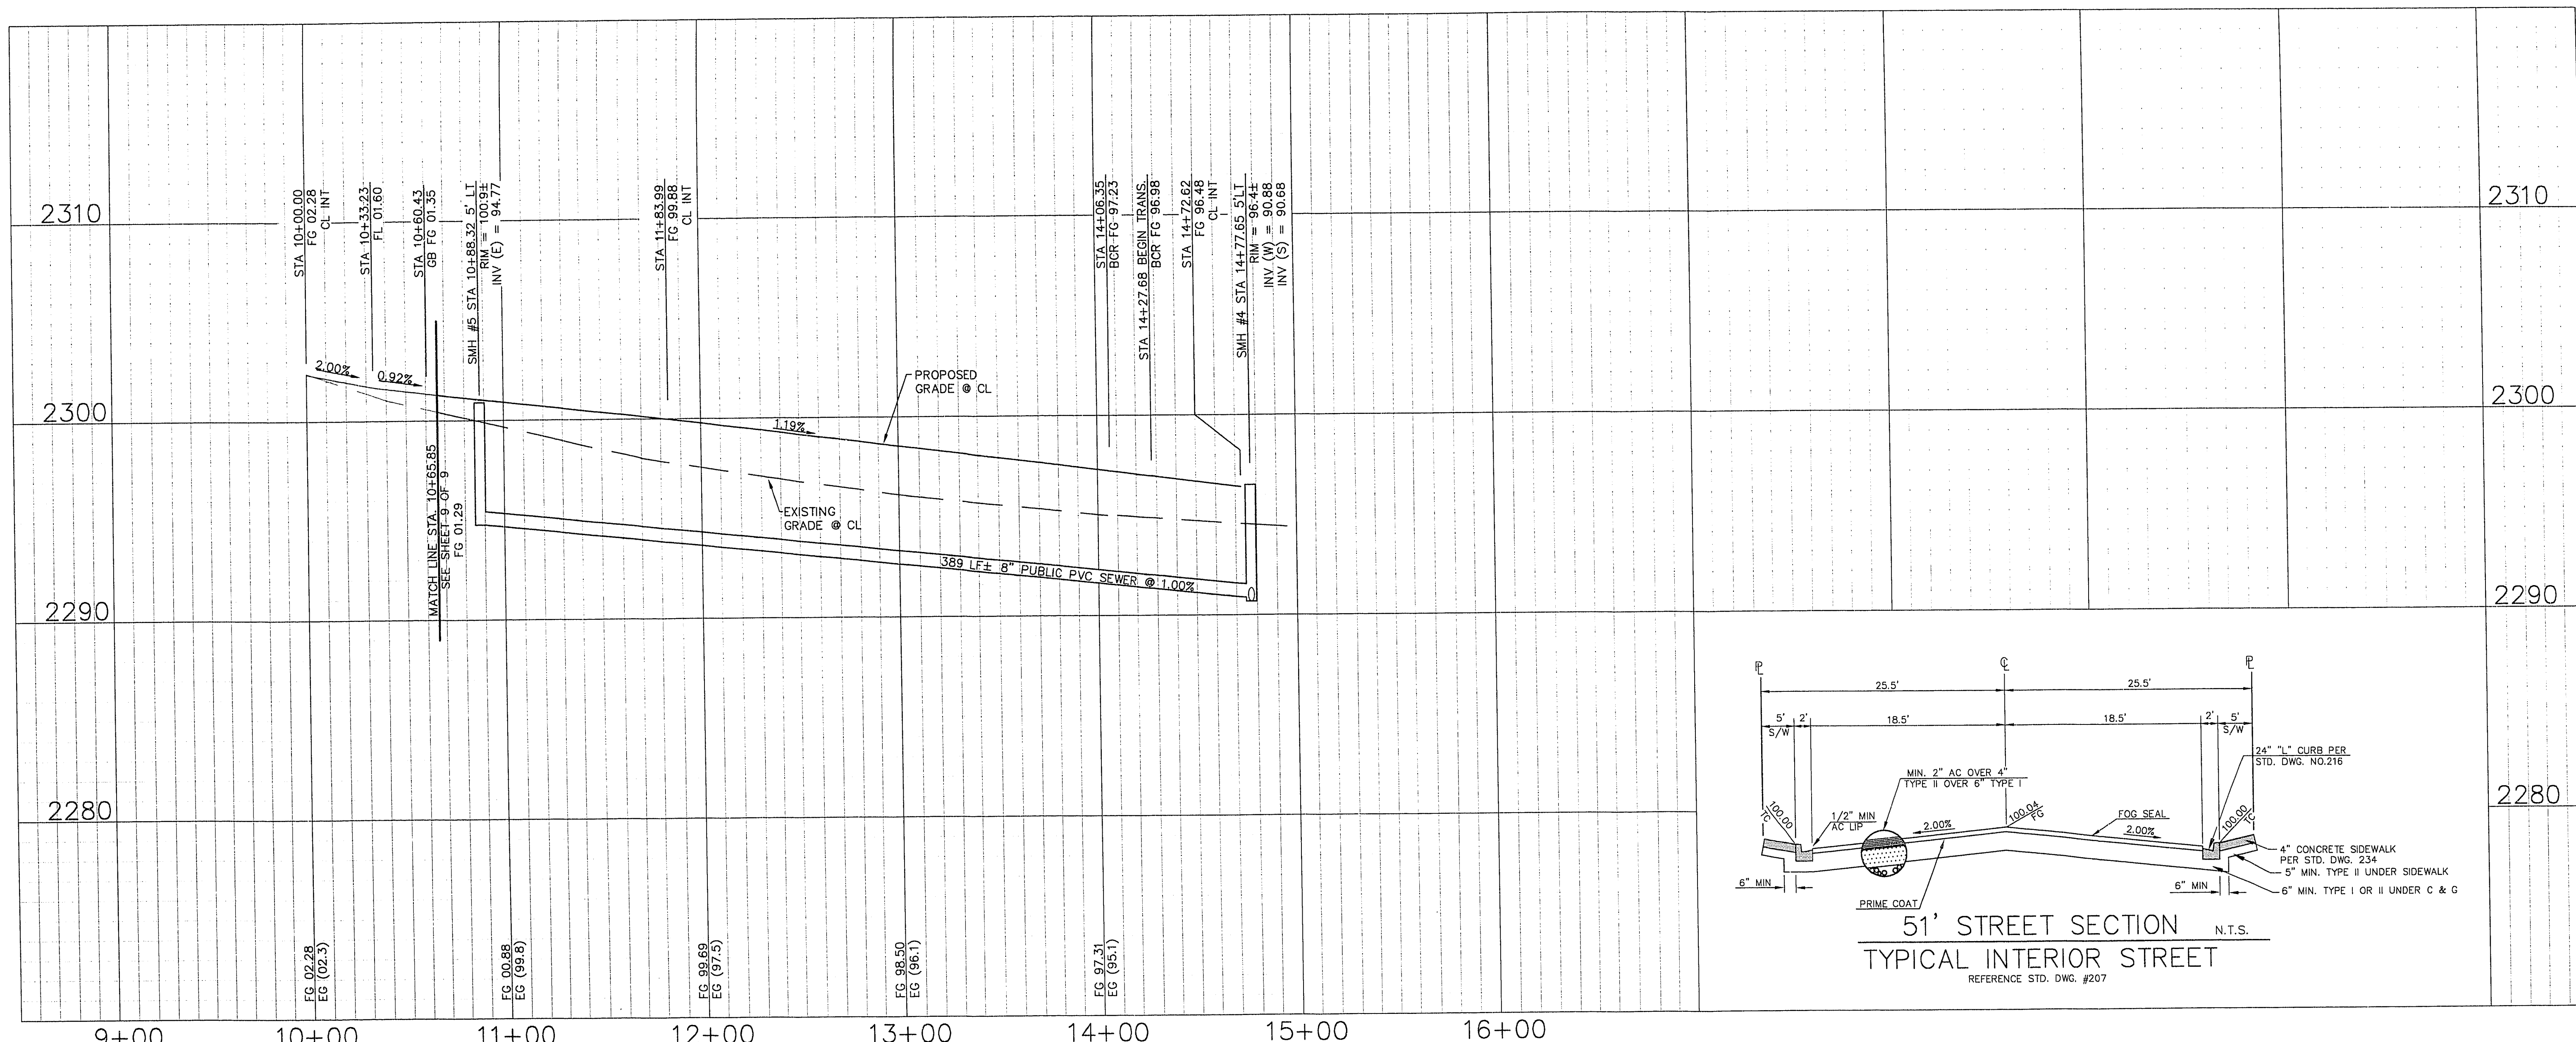 STA 10+00.00
FG 02.28
CL INT
STA 10+33.23
FL 01.60
STA 10+60.43
GB FG 01.35
SMH #5 STA 10+88.32 5' LT
RIM = 100.9±
INV (E) = 94.77
STA 11+83.99
FG 99.88
CL INT
STA 14+06.35
BCR FG 97.23
STA 14+27.68 BEGIN TRANS.
BCR FG 96.98
STA 14+72.62
FG 96.48
CL INT
SMH #4 STA 14+77.65 5'LT
RIM = 96.4±
INV (W) = 90.88
INV (S) = 90.68
2310
2310
2310
2.00%
0.92%
PROPOSED
GRADE @ CL
2300
2300
2300
1.19%
MATCH LINE STA. 10+65.85
SEE SHEET 9 OF 9
FG 01.29
EXISTING
GRADE @ CL
389 LF± 8" PUBLIC PVC SEWER @ 1.00%
2290
2290
2290
2280
2280
2280
PL
CL
PL
25.5'
25.5'
5'
S/W
2'
18.5'
18.5'
2'
5'
S/W
24" "L" CURB PER
STD. DWG. NO.216
MIN. 2" AC OVER 4"
TYPE II OVER 6" TYPE I
100.00
TC
1/2" MIN
AC LIP
2.00%
100.04
FG
FOG SEAL
2.00%
100.00
TC
4" CONCRETE SIDEWALK
PER STD. DWG. 234
5" MIN. TYPE II UNDER SIDEWALK
6" MIN
6" MIN
6" MIN. TYPE I OR II UNDER C & G
PRIME COAT
51' STREET SECTION N.T.S.
TYPICAL INTERIOR STREET
REFERENCE STD. DWG. #207
FG 02.28
EG (02.3)
FG 00.88
EG (99.8)
FG 99.69
EG (97.5)
FG 98.50
EG (96.1)
FG 97.31
EG (95.1)
9+00
10+00
11+00
12+00
13+00
14+00
15+00
16+00